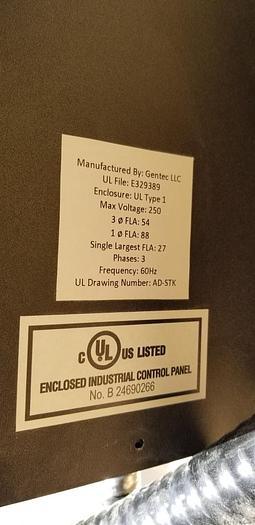 Manufactured By: Gentec LLC
UL File: E329389
Enclosure: UL Type 1
Max Voltage: 250
3 ø FLA: 54
1 ø FLA: 88
Single Largest FLA: 27
Phases: 3
Frequency: 60Hz
UL Drawing Number: AD-STK
C UL US LISTED
ENCLOSED INDUSTRIAL CONTROL PANEL
No. B 24690266